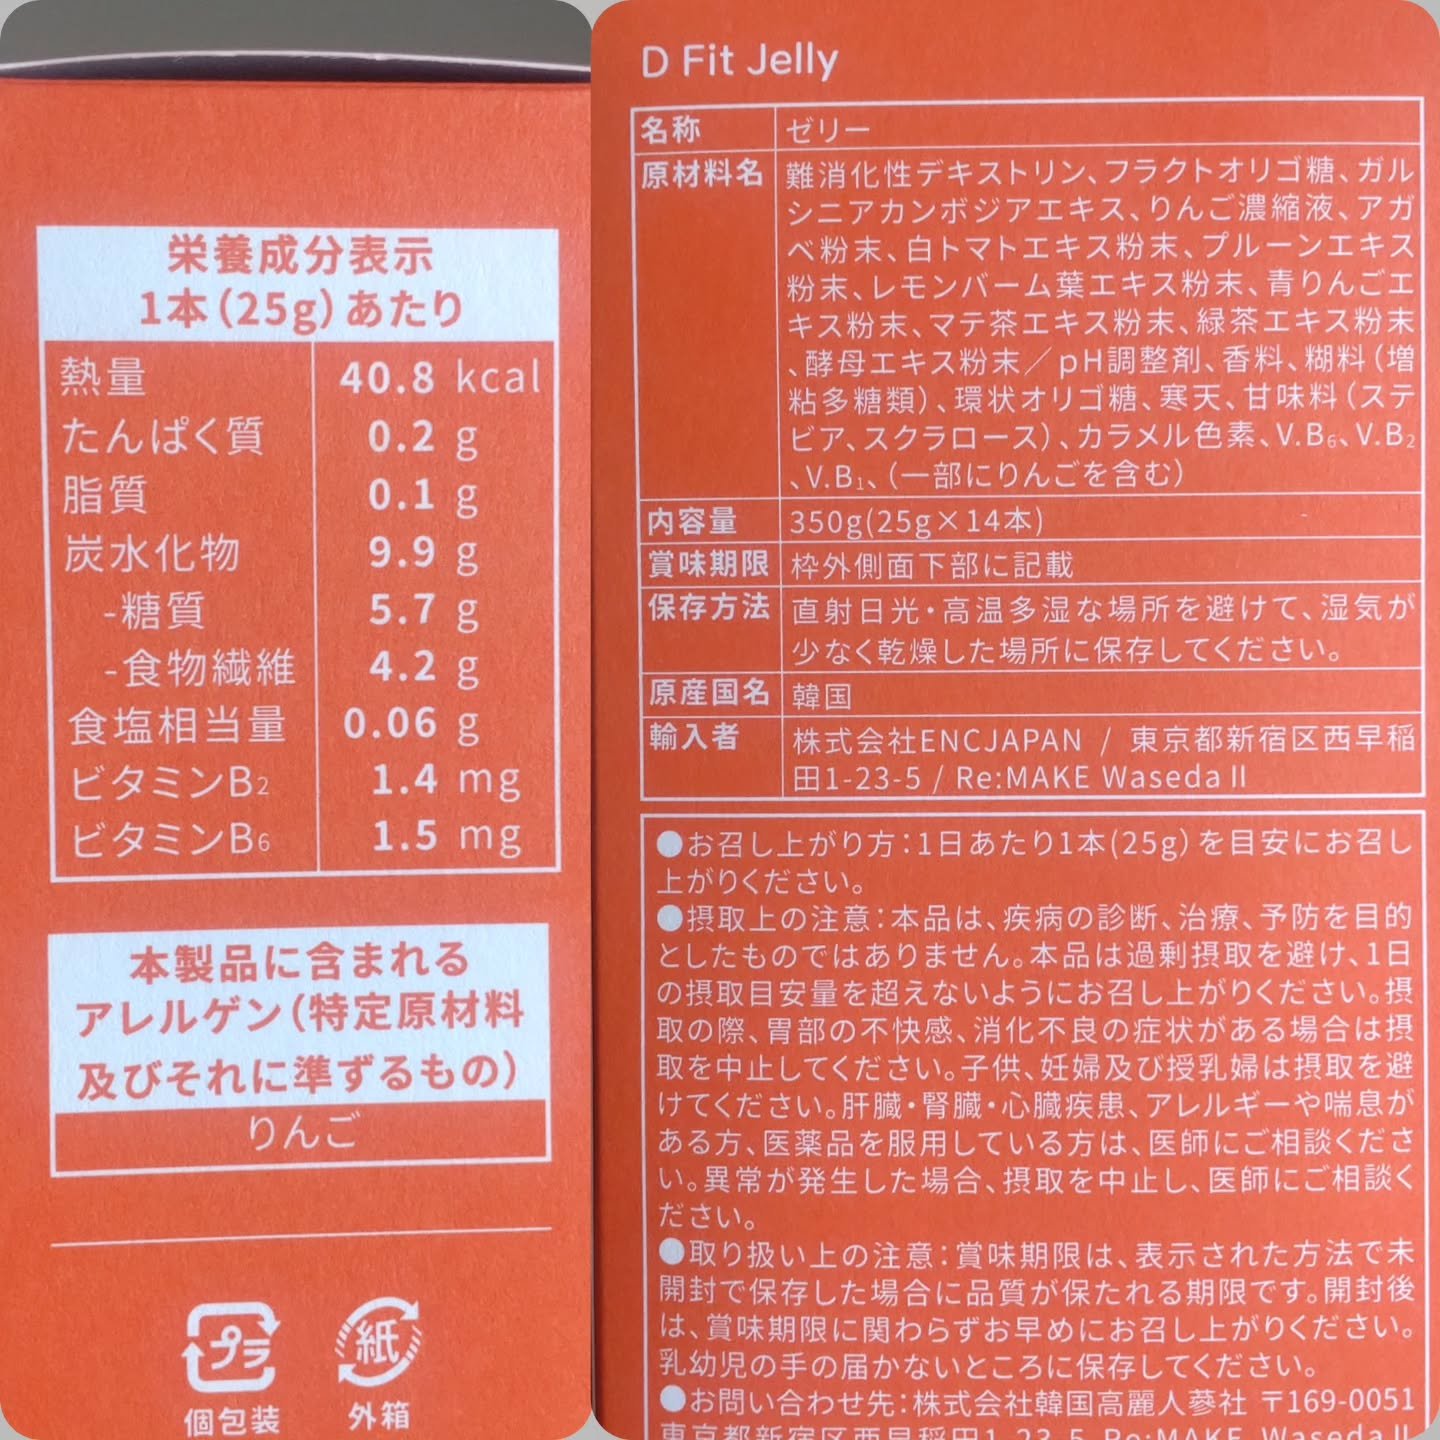 栄養成分表示
1本（25g）あたり
熱量 40.8 kcal
たんぱく質 0.2 g
脂質 0.1 g
炭水化物 9.9 g
-糖質 5.7 g
-食物繊維 4.2 g
食塩相当量 0.06 g
ビタミンB2 1.4 mg
ビタミンB6 1.5 mg
本製品に含まれる
アレルゲン（特定原材料
及びそれに準ずるもの）
りんご
プラ
個包装
紙
外箱
D Fit Jelly
名称 ゼリー
原材料名 難消化性デキストリン、フラクトオリゴ糖、ガル
シニアカンボジアエキス、りんご濃縮液、アガ
ベ粉末、白トマトエキス粉末、プルーンエキス
粉末、レモンバーム葉エキス粉末、青りんごエ
キス粉末、マテ茶エキス粉末、緑茶エキス粉末
、酵母エキス粉末／pH調整剤、香料、糊料（増
粘多糖類）、環状オリゴ糖、寒天、甘味料（ステ
ビア、スクラロース）、カラメル色素、V.B6、V.B2
、V.B1、（一部にりんごを含む）
内容量 350g(25g×14本)
賞味期限 枠外側面下部に記載
保存方法 直射日光・高温多湿な場所を避けて、湿気が
少なく乾燥した場所に保存してください。
原産国名 韓国
輸入者 株式会社ENCJAPAN / 東京都新宿区西早稲
田1-23-5 / Re:MAKE WasedaⅡ
●お召し上がり方：1日あたり1本(25g）を目安にお召し
上がりください。
●摂取上の注意：本品は、疾病の診断、治療、予防を目的
としたものではありません。本品は過剰摂取を避け、1日
の摂取目安量を超えないようにお召し上がりください。摂
取の際、胃部の不快感、消化不良の症状がある場合は摂
取を中止してください。子供、妊婦及び授乳婦は摂取を避
けてください。肝臓・腎臓・心臓疾患、アレルギーや喘息が
ある方、医薬品を服用している方は、医師にご相談くださ
い。異常が発生した場合、摂取を中止し、医師にご相談く
ださい。
●取り扱い上の注意：賞味期限は、表示された方法で未
開封で保存した場合に品質が保たれる期限です。開封後
は、賞味期限に関わらずお早めにお召し上がりください。
乳幼児の手の届かないところに保存してください。
●お問い合わせ先：株式会社韓国高麗人蔘社 〒169-0051
東京都新宿区西早稲田1-23-5 Re:MAKE WasedaⅡ